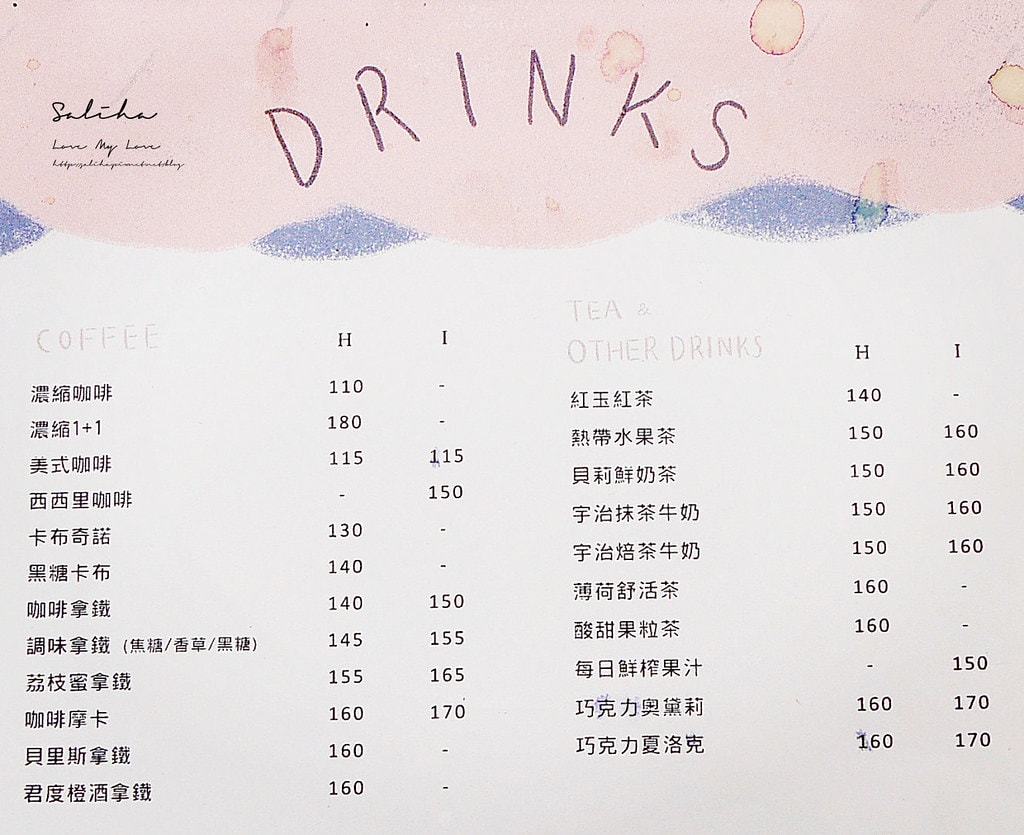 DRINKS
Saliha
Love My Love
COFFEE H I
濃縮咖啡 110 -
濃縮1+1 180 -
美式咖啡 115 115
西西里咖啡 - 150
卡布奇諾 130 -
黑糖卡布 140 -
咖啡拿鐵 140 150
調味拿鐵 (焦糖/香草/黑糖) 145 155
荔枝蜜拿鐵 155 165
咖啡摩卡 160 170
貝里斯拿鐵 160 -
君度橙酒拿鐵 160 -
TEA &
OTHER DRINKS H I
紅玉紅茶 140 -
熱帶水果茶 150 160
貝莉鮮奶茶 150 160
宇治抹茶牛奶 150 160
宇治焙茶牛奶 150 160
薄荷舒活茶 160 -
酸甜果粒茶 160 -
每日鮮榨果汁 - 150
巧克力奧黛莉 160 170
巧克力夏洛克 160 170